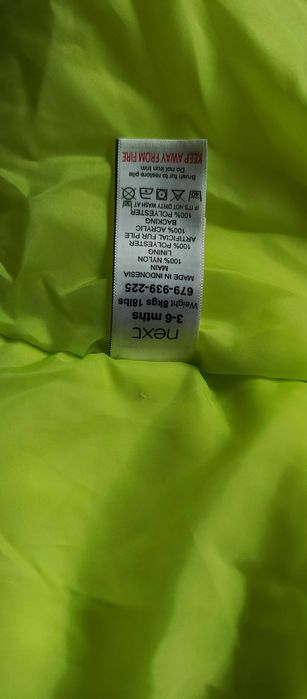 next
3-6 mths
Weight 8kgs 18lbs
679-939-225
MADE IN INDONESIA
MAIN
100% NYLON
LINING
100% POLYESTER
ARTIFICIAL FUR PILE
100% ACRYLIC
BACKING
100% POLYESTER
IF IT'S NOT DIRTY WASH AT
Do not iron trim
Brush fur to restore pile
KEEP AWAY FROM FIRE